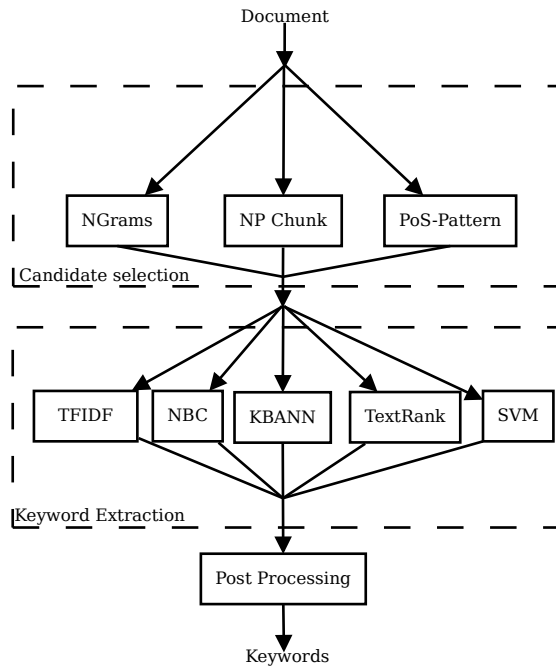 Document
NGrams
NP Chunk
PoS-Pattern
Candidate selection
TFIDF
NBC
KBANN
TextRank
SVM
Keyword Extraction
Post Processing
Keywords